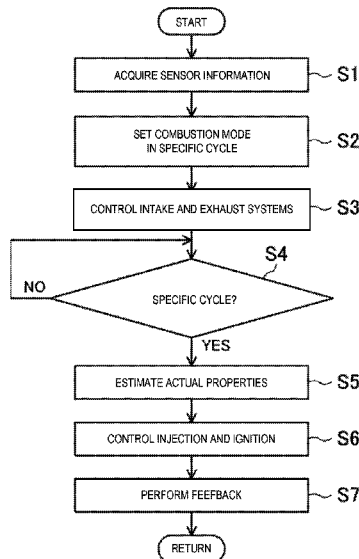 START
ACQUIRE SENSOR INFORMATION
S1
SET COMBUSTION MODE
IN SPECIFIC CYCLE
S2
CONTROL INTAKE AND EXHAUST SYSTEMS
S3
S4
NO
SPECIFIC CYCLE?
YES
ESTIMATE ACTUAL PROPERTIES
S5
CONTROL INJECTION AND IGNITION
S6
PERFORM FEEFBACK
S7
RETURN